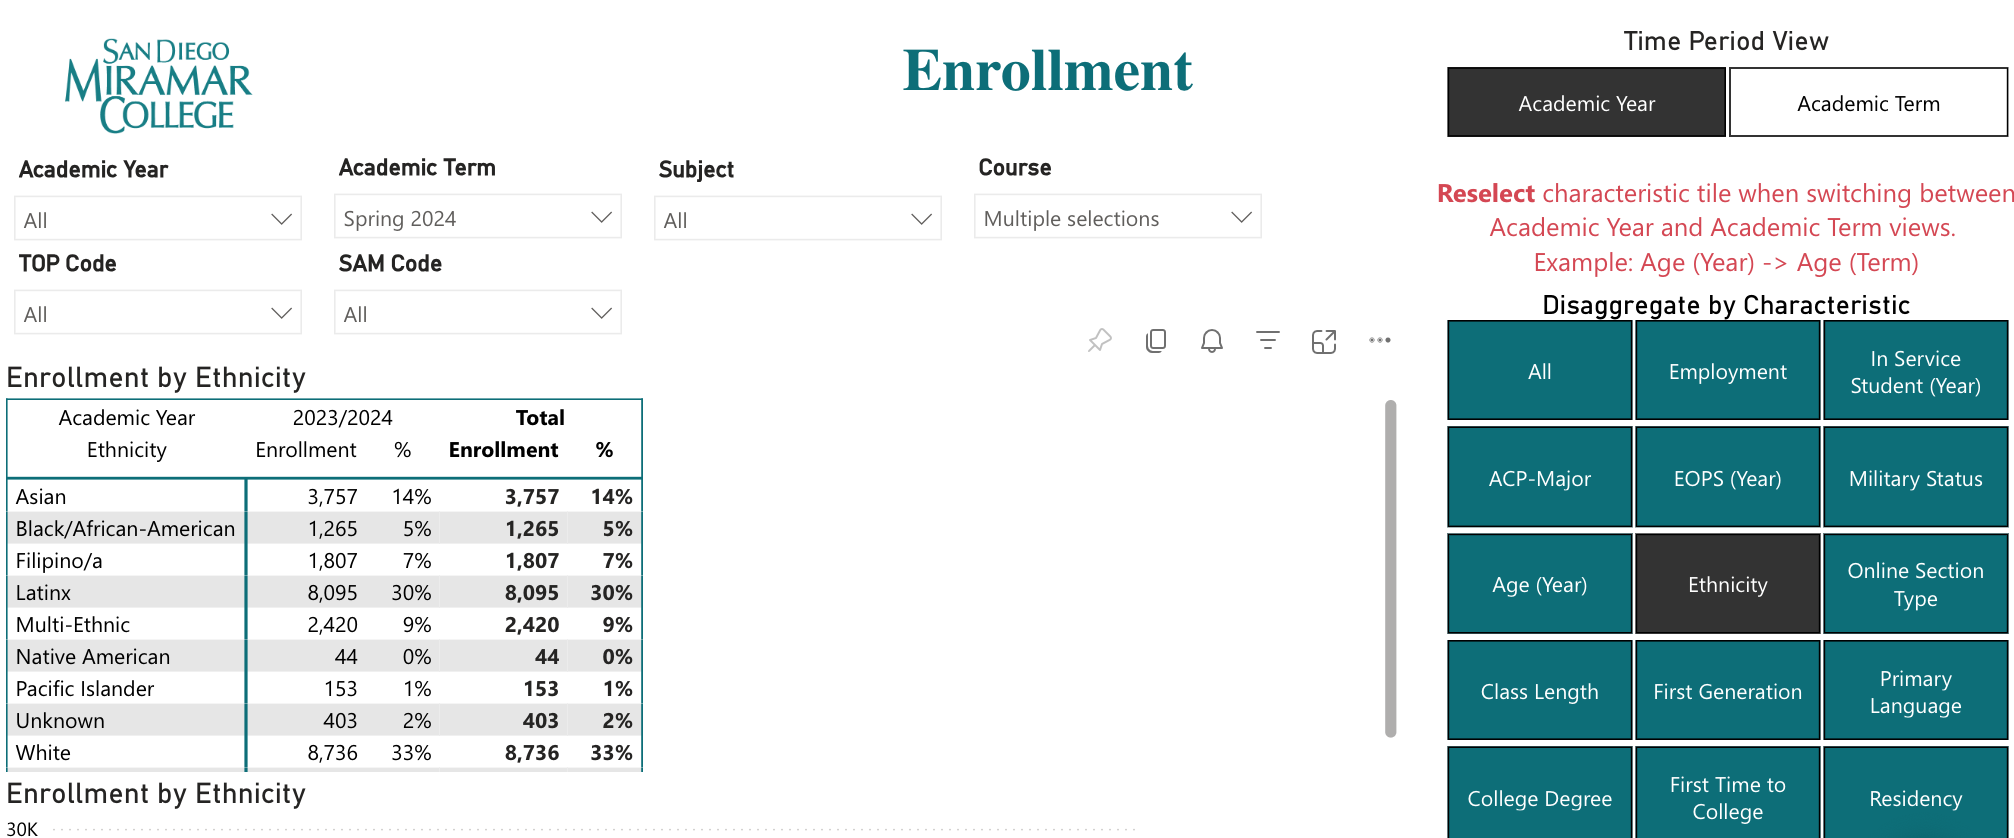 SAN DIEGO
MIRAMAR
COLLEGE
Enrollment
Time Period View
Academic Year
Academic Term
Academic Year
All
Academic Term
Spring 2024
Subject
All
Course
Multiple selections
TOP Code
All
SAM Code
All
Reselect characteristic tile when switching between
Academic Year and Academic Term views.
Example: Age (Year) -> Age (Term)
Disaggregate by Characteristic
All
Employment
In Service
Student (Year)
ACP-Major
EOPS (Year)
Military Status
Age (Year)
Ethnicity
Online Section
Type
Class Length
First Generation
Primary
Language
College Degree
First Time to
College
Residency
Enrollment by Ethnicity
Academic Year 2023/2024 Total
Ethnicity Enrollment % Enrollment %
Asian 3,757 14% 3,757 14%
Black/African-American 1,265 5% 1,265 5%
Filipino/a 1,807 7% 1,807 7%
Latinx 8,095 30% 8,095 30%
Multi-Ethnic 2,420 9% 2,420 9%
Native American 44 0% 44 0%
Pacific Islander 153 1% 153 1%
Unknown 403 2% 403 2%
White 8,736 33% 8,736 33%
Enrollment by Ethnicity
30K